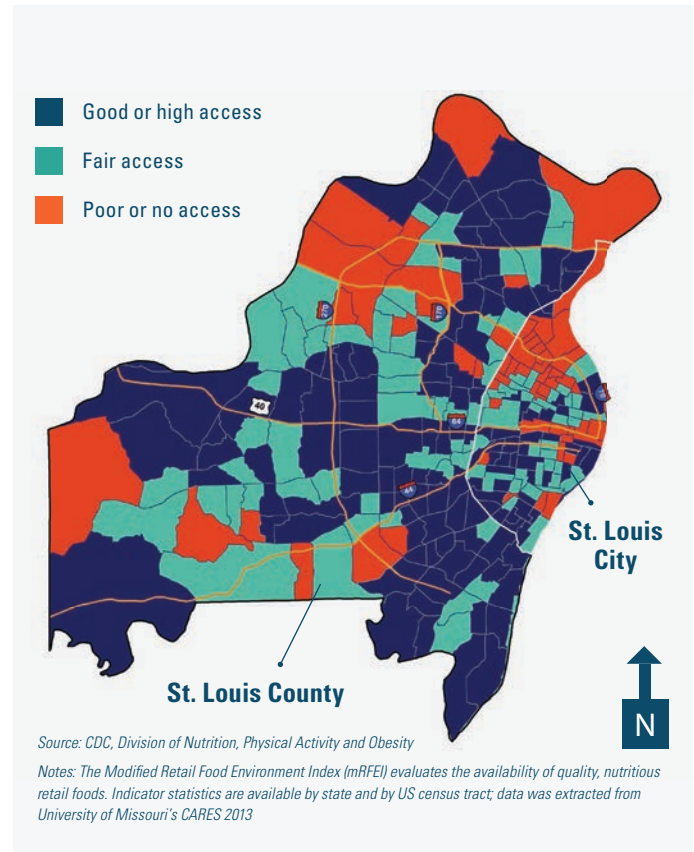 Good or high access
Fair access
Poor or no access
270
170
40
64
44
St. Louis
City
St. Louis County
N
Source: CDC, Division of Nutrition, Physical Activity and Obesity
Notes: The Modified Retail Food Environment Index (mRFEI) evaluates the availability of quality, nutritious
retail foods. Indicator statistics are available by state and by US census tract; data was extracted from
University of Missouri's CARES 2013